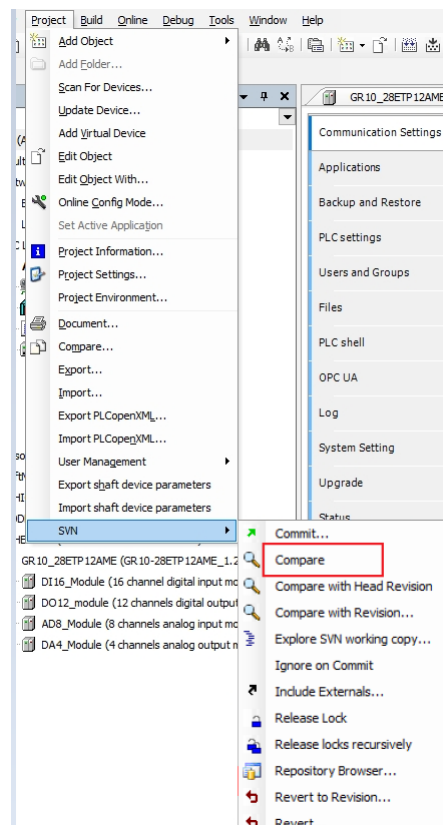 Project Build Online Debug Tools Window Help
Add Object
Add Folder...
Scan For Devices...
Update Device...
Add Virtual Device
Edit Object
Edit Object With...
Online Config Mode...
Set Active Application
Project Information...
Project Settings...
Project Environment...
Document...
Compare...
Export...
Import...
Export PLCopenXML...
Import PLCopenXML...
User Management
Export shaft device parameters
Import shaft device parameters
SVN
GR10_28ETP12AME
Communication Settings
Applications
Backup and Restore
PLC settings
Users and Groups
Files
PLC shell
OPC UA
Log
System Setting
Upgrade
Status
GR10_28ETP12AME (GR10-28ETP12AME_1.2
DI16_Module (16 channel digital input mo
DO12_module (12 channels digital output
AD8_Module (8 channels analog input mo
DA4_Module (4 channels analog output m
Commit...
Compare
Compare with Head Revision
Compare with Revision...
Explore SVN working copy...
Ignore on Commit
Include Externals...
Release Lock
Release locks recursively
Repository Browser...
Revert to Revision...
Revert